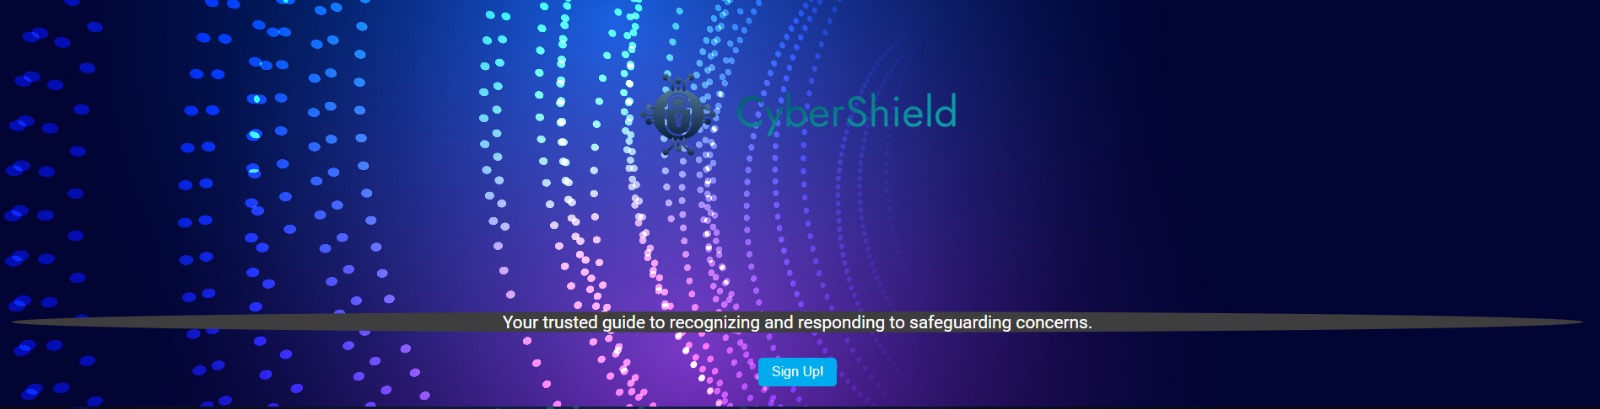 CyberShield
Your trusted guide to recognizing and responding to safeguarding concerns.
Sign Up!